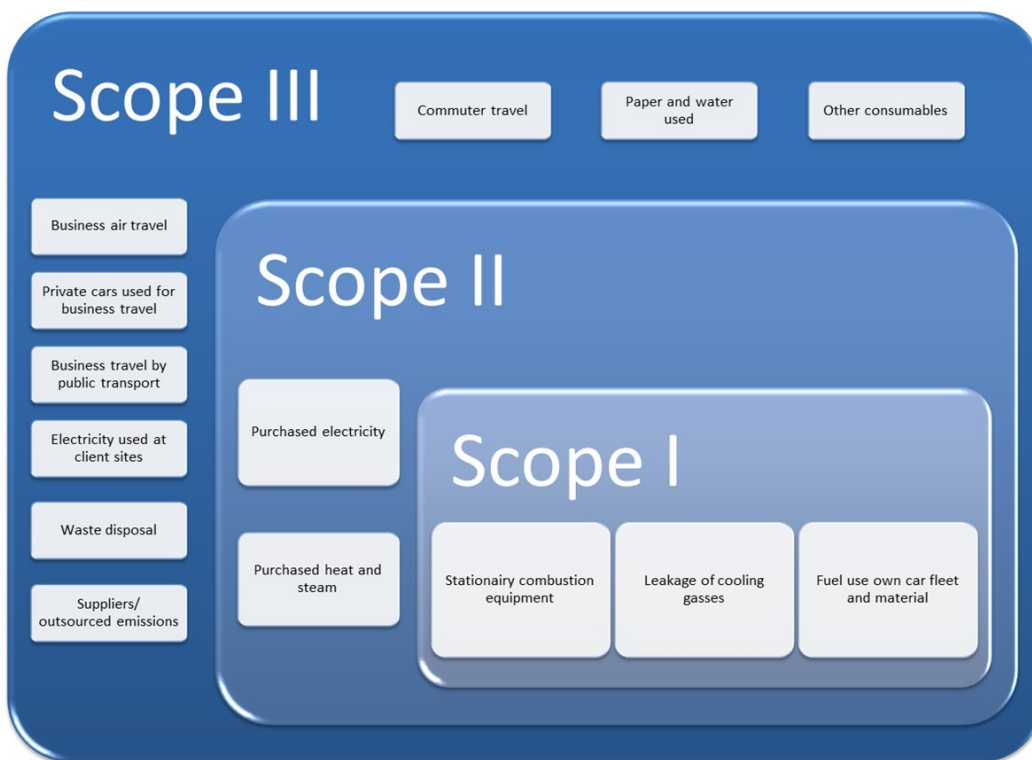 Scope III
Commuter travel
Paper and water
used
Other consumables
Business air travel
Private cars used for
business travel
Business travel by
public transport
Electricity used at
client sites
Waste disposal
Suppliers/
outsourced emissions
Scope II
Purchased electricity
Purchased heat and
steam
Scope I
Stationairy combustion
equipment
Leakage of cooling
gasses
Fuel use own car fleet
and material